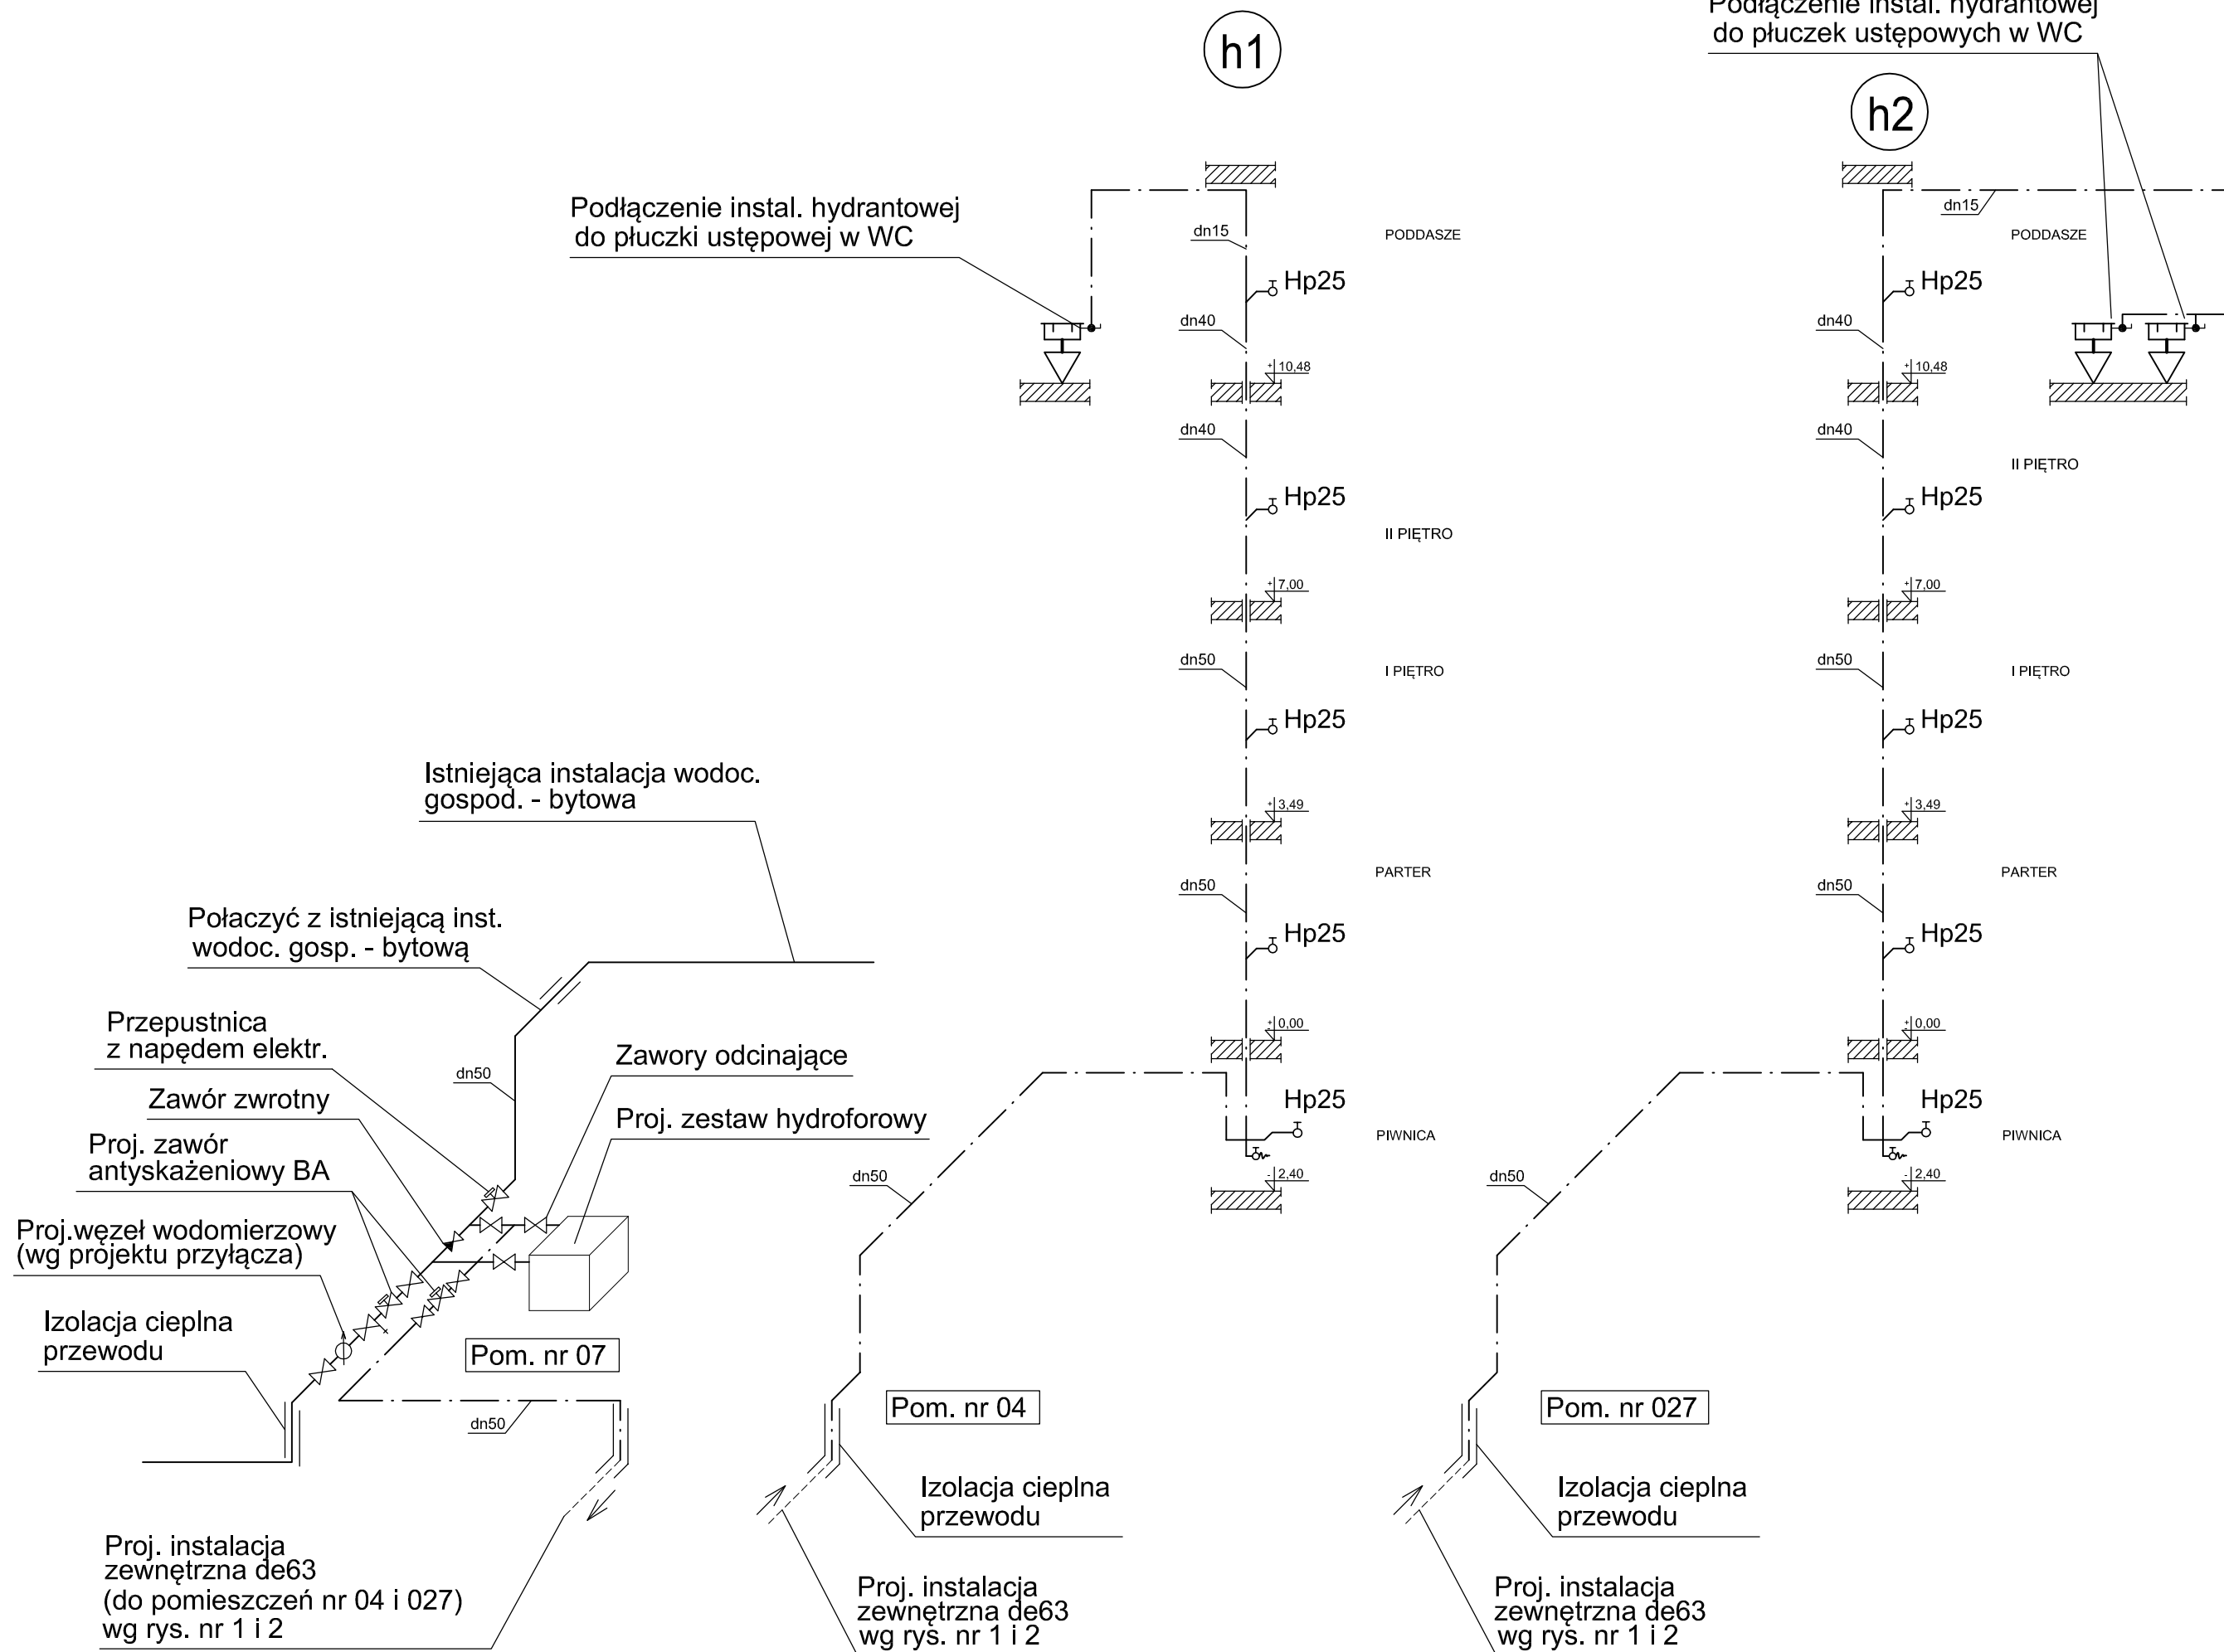 Podłączenie instal. hydrantowej
do płuczek ustępowych w WC
h1
h2
Podłączenie instal. hydrantowej
do płuczki ustępowej w WC
dn15
PODDASZE
Hp25
dn40
+10,48
dn40
Hp25
II PIĘTRO
+7,00
dn50
I PIĘTRO
Hp25
+3,49
PARTER
dn50
Hp25
+0,00
Hp25
PIWNICA
-2,40
dn50
dn15
PODDASZE
Hp25
dn40
+10,48
dn40
II PIĘTRO
Hp25
+7,00
dn50
I PIĘTRO
Hp25
+3,49
PARTER
dn50
Hp25
+0,00
Hp25
PIWNICA
-2,40
dn50
Istniejąca instalacja wodoc.
gospod. - bytowa
Połaczyć z istniejącą inst.
wodoc. gosp. - bytową
Przepustnica
z napędem elektr.
dn50
Zawory odcinające
Zawór zwrotny
Proj. zestaw hydroforowy
Proj. zawór
antyskażeniowy BA
Proj.węzeł wodomierzowy
(wg projektu przyłącza)
Izolacja cieplna
przewodu
Pom. nr 07
dn50
Pom. nr 04
Pom. nr 027
Izolacja cieplna
przewodu
Izolacja cieplna
przewodu
Proj. instalacja
zewnętrzna de63
(do pomieszczeń nr 04 i 027)
wg rys. nr 1 i 2
Proj. instalacja
zewnętrzna de63
wg rys. nr 1 i 2
Proj. instalacja
zewnętrzna de63
wg rys. nr 1 i 2